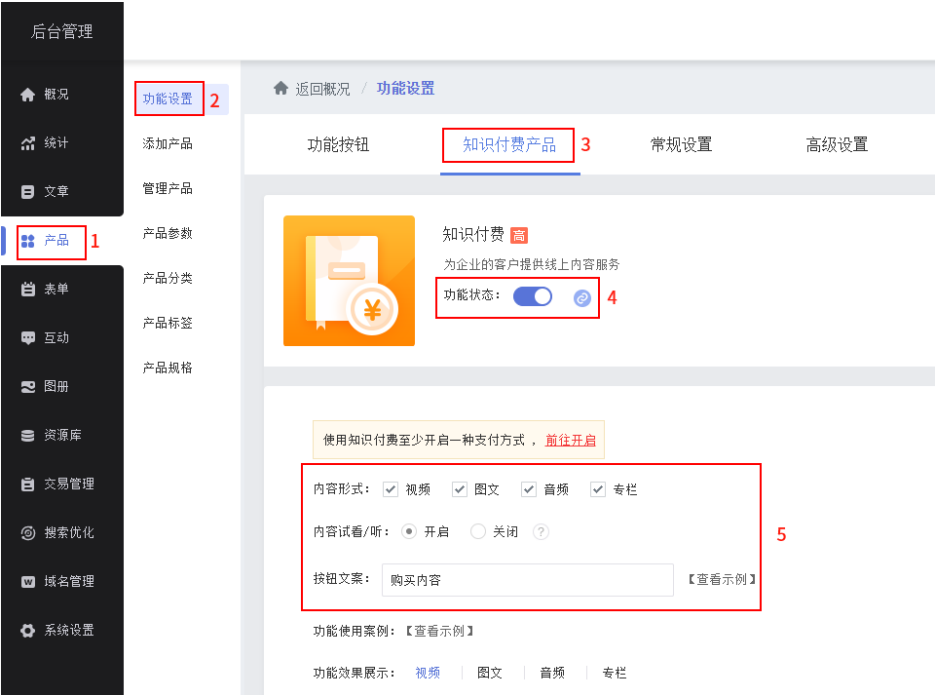 后台管理
概况
统计
文章
产品 1
表单
互动
图册
资源库
交易管理
搜索优化
域名管理
系统设置
功能设置 2
添加产品
管理产品
产品参数
产品分类
产品标签
产品规格
返回概况 / 功能设置
功能按钮 知识付费产品 3 常规设置 高级设置
知识付费 高
为企业的客户提供线上内容服务
功能状态： 4
使用知识付费至少开启一种支付方式， 前往开启
内容形式： 视频 图文 音频 专栏
内容试看/听： 开启 关闭 ?
5
按钮文案： 购买内容 【查看示例】
功能使用案例：【查看示例】
功能效果展示： 视频 图文 音频 专栏